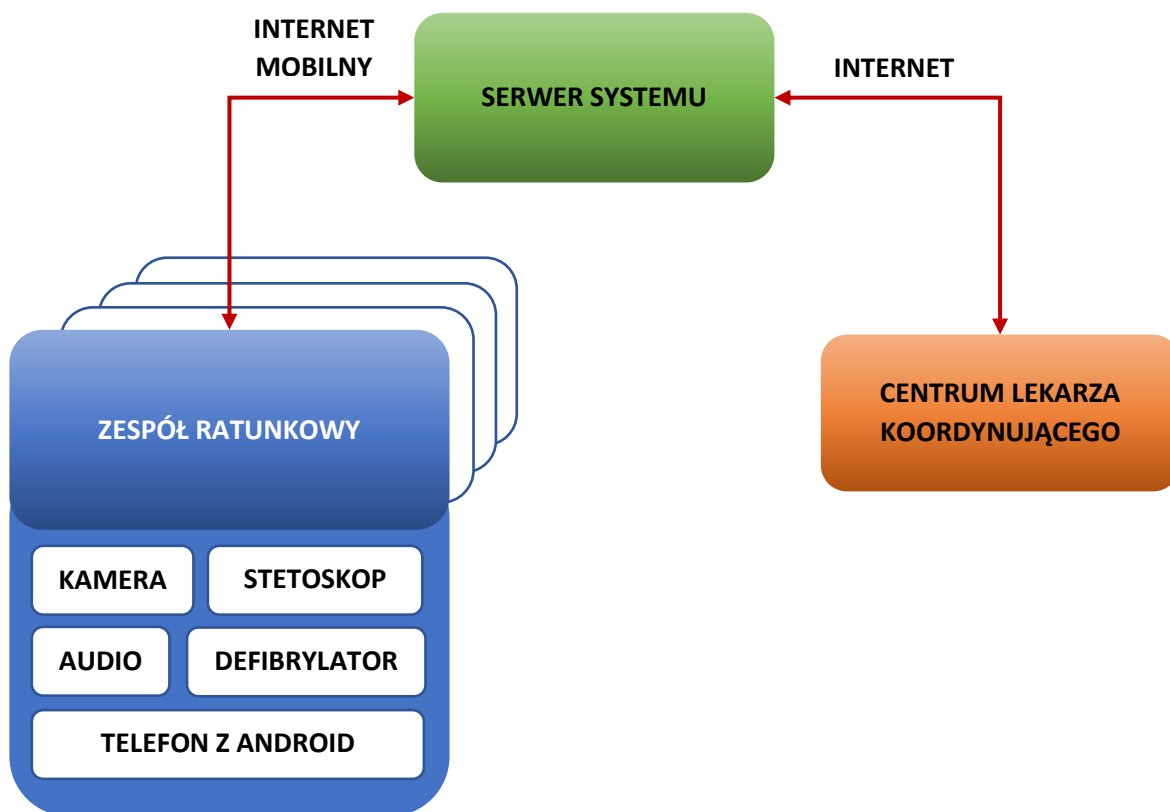 INTERNET
MOBILNY
SERWER SYSTEMU
INTERNET
ZESPÓŁ RATUNKOWY
CENTRUM LEKARZA
KOORDYNUJĄCEGO
KAMERA
STETOSKOP
AUDIO
DEFIBRYLATOR
TELEFON Z ANDROID